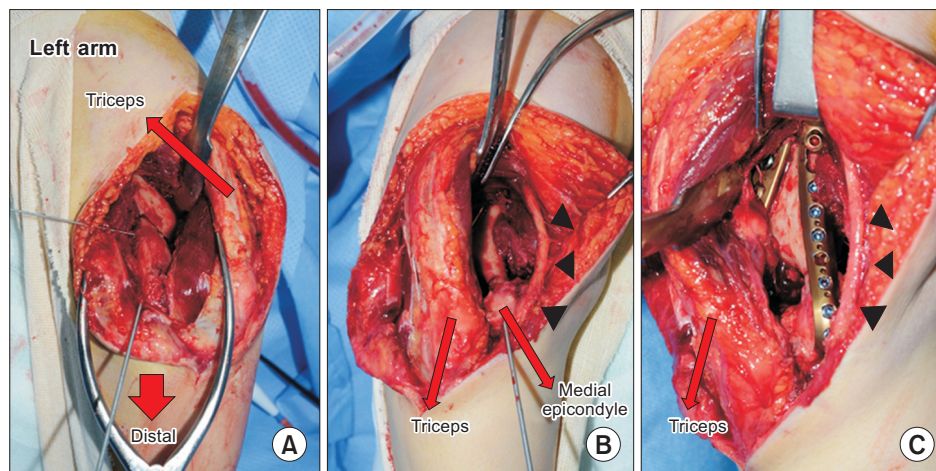 Left arm
Triceps
Distal
A
Triceps
Medial
epicondyle
B
Triceps
C